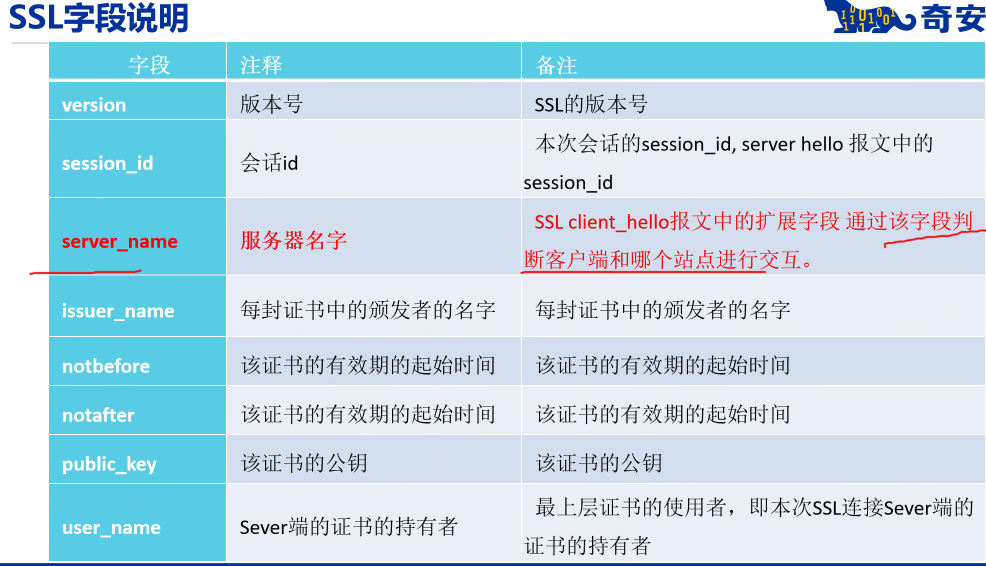 SSL字段说明
奇安
字段 注释 备注
version 版本号 SSL的版本号
session_id 会话id 本次会话的session_id, server hello 报文中的
session_id
server_name 服务器名字 SSL client_hello报文中的扩展字段 通过该字段判
断客户端和哪个站点进行交互。
issuer_name 每封证书中的颁发者的名字 每封证书中的颁发者的名字
notbefore 该证书的有效期的起始时间 该证书的有效期的起始时间
notafter 该证书的有效期的起始时间 该证书的有效期的起始时间
public_key 该证书的公钥 该证书的公钥
user_name Sever端的证书的持有者 最上层证书的使用者，即本次SSL连接Sever端的
证书的持有者